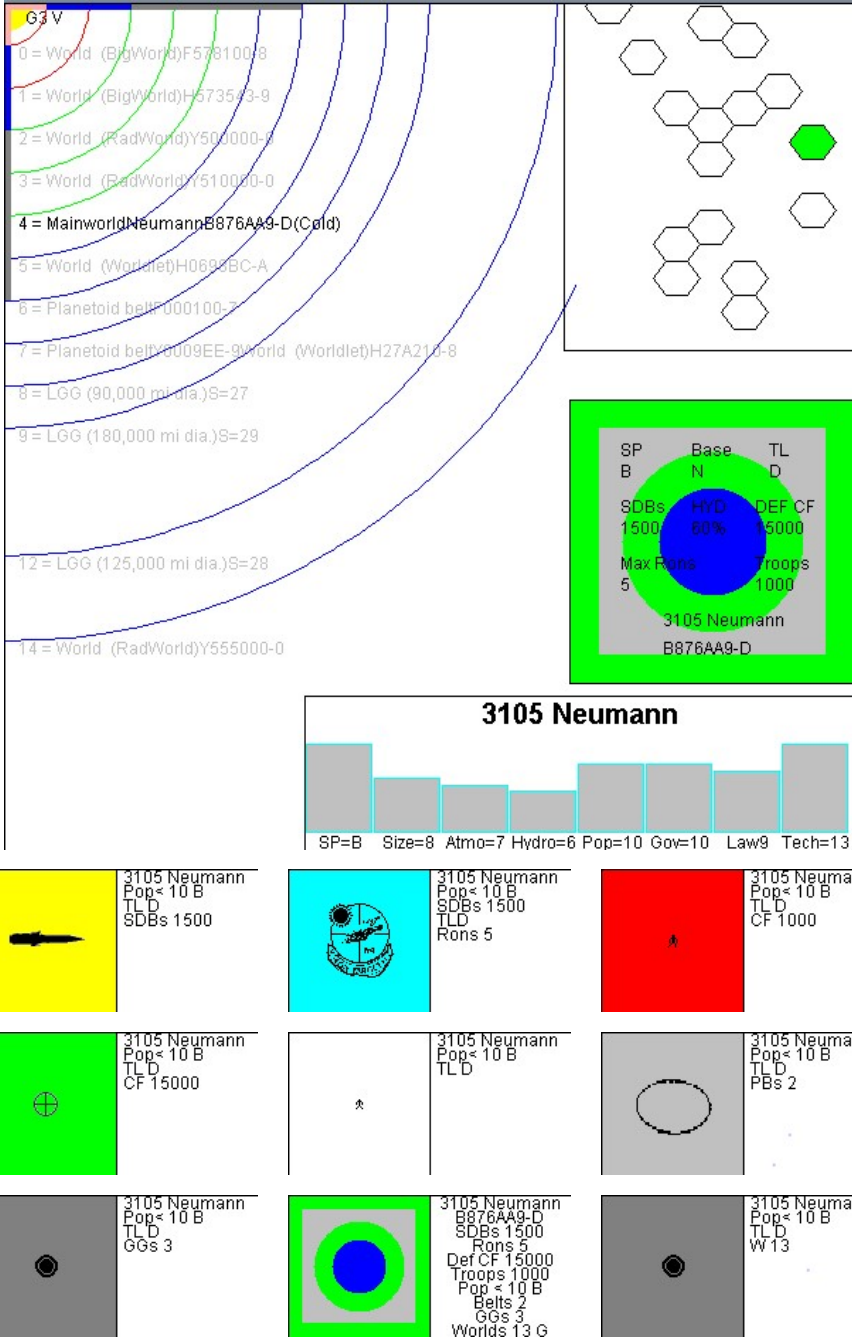 G3 V
0 = World (BigWorld)F578100-8
1 = World (BigWorld)H573543-9
2 = World (RadWorld)Y500000-0
3 = World (RadWorld)Y510000-0
4 = MainworldNeumannB876AA9-D(Cold)
5 = World (Worldlet)H0693BC-A
6 = Planetoid beltF000100-7
7 = Planetoid beltY0009EE-9World (Worldlet)H27A210-8
8 = LGG (90,000 mi dia.)S=27
9 = LGG (180,000 mi dia.)S=29
12 = LGG (125,000 mi dia.)S=28
14 = World (RadWorld)Y555000-0
SP Base TL
B N D
SDBs HYD DEF CF
1500 60% 15000
Max Rons Troops
5 1000
3105 Neumann
B876AA9-D
3105 Neumann
SP=B Size=8 Atmo=7 Hydro=6 Pop=10 Gov=10 Law9 Tech=13
3105 Neumann
Pop< 10 B
TL D
SDBs 1500
3105 Neumann
Pop< 10 B
SDBs 1500
TLD
Rons 5
3105 Neuma
Pop< 10 B
TL D
CF 1000
3105 Neumann
Pop< 10 B
TL D
CF 15000
3105 Neumann
Pop< 10 B
TL D
3105 Neuma
Pop< 10 B
TL D
PBs 2
3105 Neumann
Pop< 10 B
TL D
GGs 3
3105 Neumann
B876AA9-D
SDBs 1500
Rons 5
Def CF 15000
Troops 1000
Pop < 10 B
Belts 2
GGs 3
Worlds 13 G
3105 Neuma
Pop< 10 B
TL D
W 13